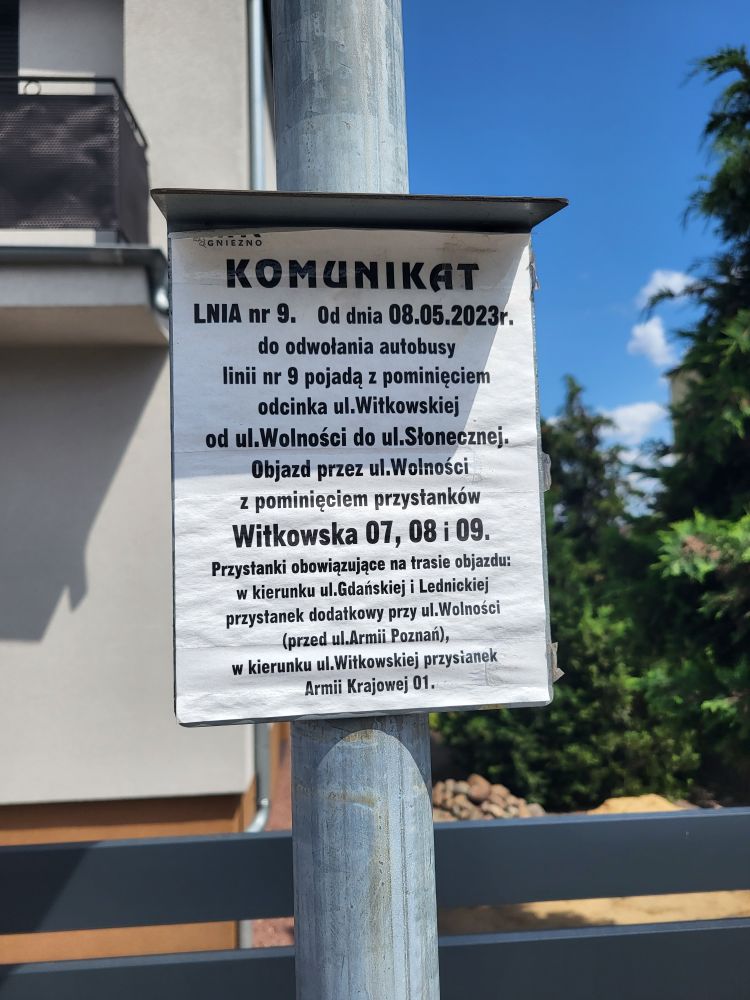 GNIEZNO
KOMUNIKAT
LNIA nr 9. Od dnia 08.05.2023r.
do odwołania autobusy
linii nr 9 pojadą z pominięciem
odcinka ul.Witkowskiej
od ul.Wolności do ul.Słonecznej.
Objazd przez ul.Wolności
z pominięciem przystanków
Witkowska 07, 08 i 09.
Przystanki obowiązujące na trasie objazdu:
w kierunku ul.Gdańskiej i Lednickiej
przystanek dodatkowy przy ul.Wolności
(przed ul.Armii Poznań),
w kierunku ul.Witkowskiej przystanek
Armii Krajowej 01.